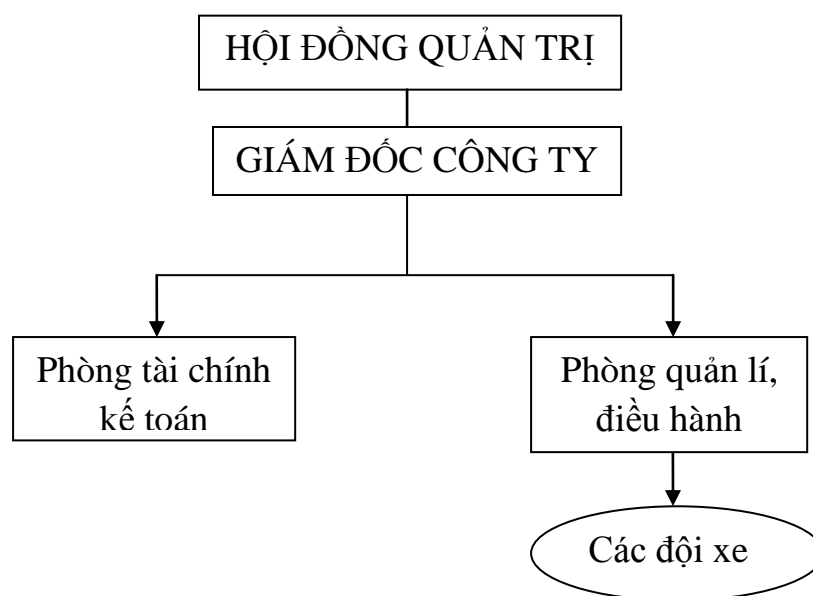 HỘI ĐỒNG QUẢN TRỊ
GIÁM ĐỐC CÔNG TY
Phòng tài chính
kế toán
Phòng quản lí,
điều hành
Các đội xe